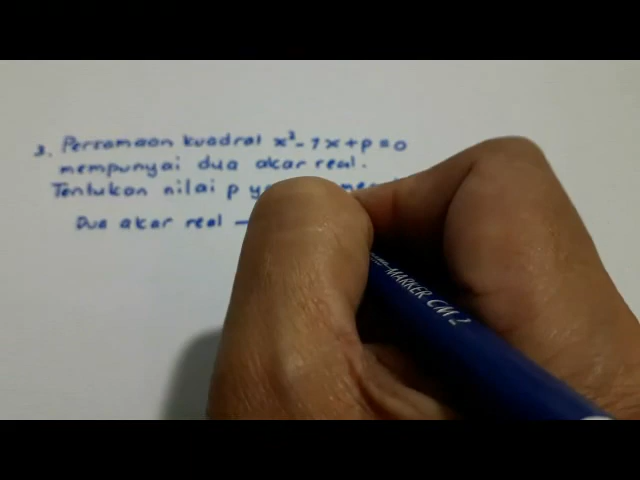 3. Persamaan kuadrat x² - 7x + p = 0
mempunyai dua akar real.
Tentukan nilai p
Dua akar real
MARKER CM 2